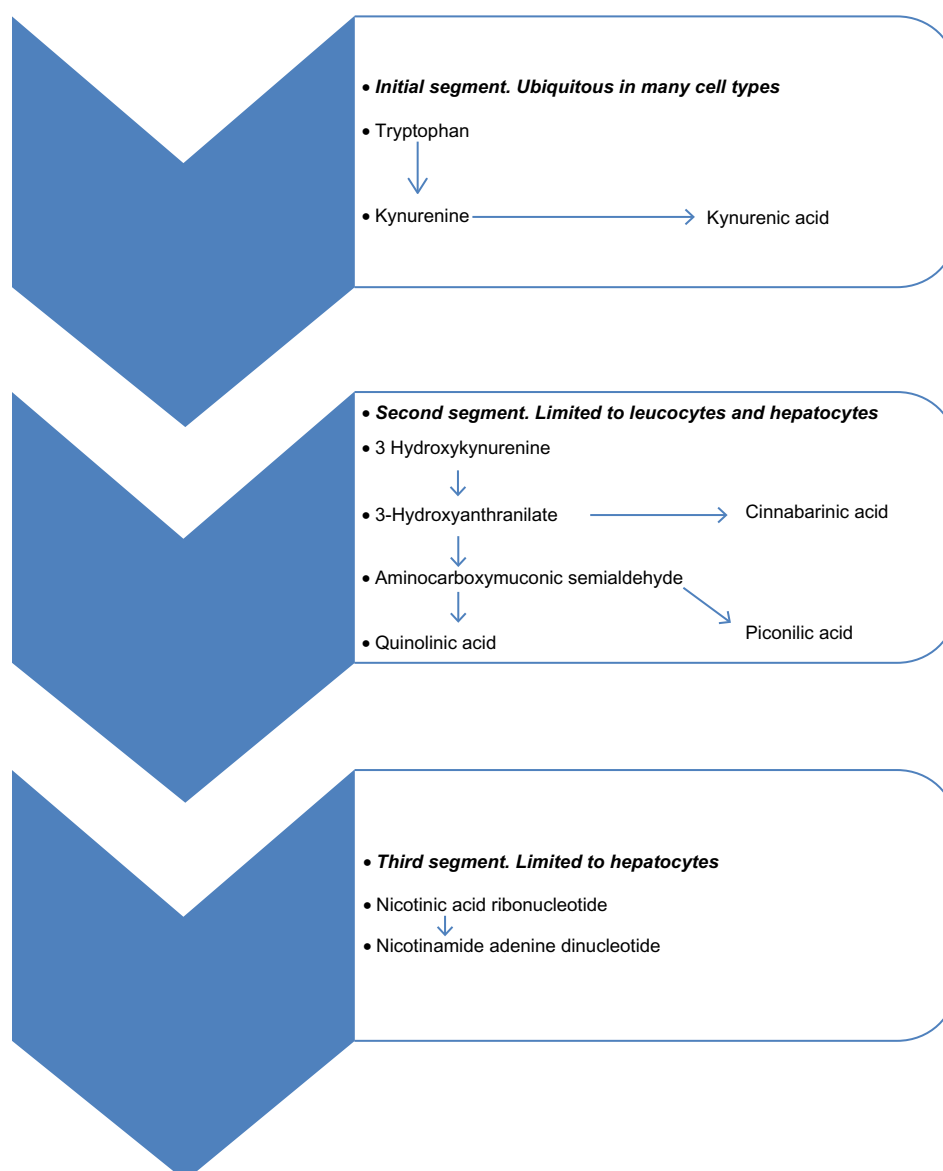 • Initial segment. Ubiquitous in many cell types
• Tryptophan
• Kynurenine
Kynurenic acid
• Second segment. Limited to leucocytes and hepatocytes
• 3 Hydroxykynurenine
• 3-Hydroxyanthranilate
Cinnabarinic acid
• Aminocarboxymuconic semialdehyde
Piconilic acid
• Quinolinic acid
• Third segment. Limited to hepatocytes
• Nicotinic acid ribonucleotide
• Nicotinamide adenine dinucleotide